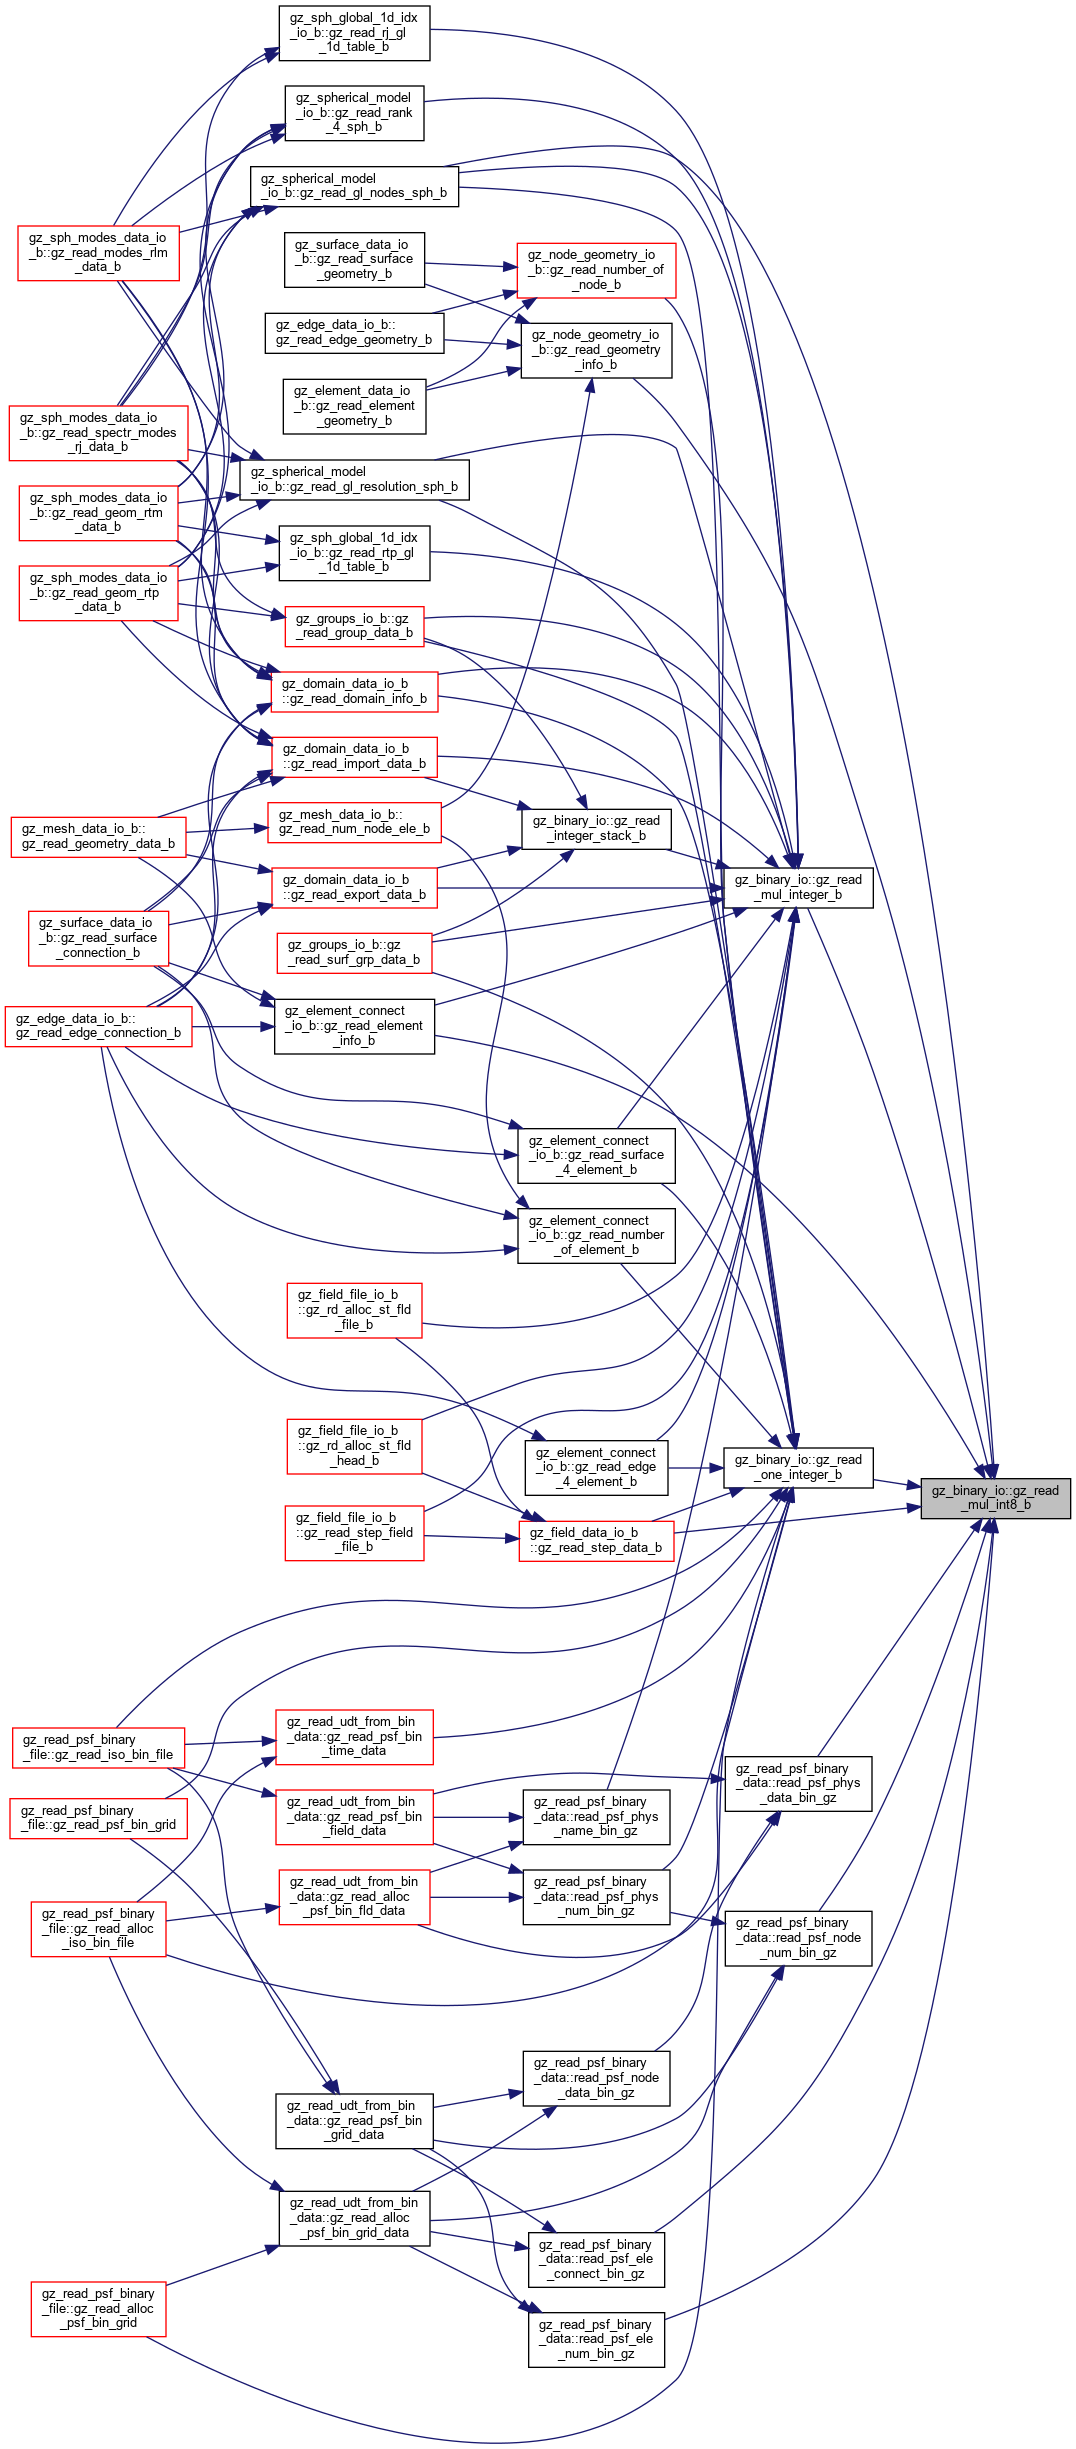 gz_sph_global_1d_idx
_io_b::gz_read_rj_gl
_1d_table_b
gz_spherical_model
_io_b::gz_read_rank
_4_sph_b
gz_spherical_model
_io_b::gz_read_gl_nodes_sph_b
gz_sph_modes_data_io
_b::gz_read_modes_rlm
_data_b
gz_surface_data_io
_b::gz_read_surface
_geometry_b
gz_node_geometry_io
_b::gz_read_number_of
_node_b
gz_edge_data_io_b::
gz_read_edge_geometry_b
gz_node_geometry_io
_b::gz_read_geometry
_info_b
gz_element_data_io
_b::gz_read_element
_geometry_b
gz_sph_modes_data_io
_b::gz_read_spectr_modes
_rj_data_b
gz_spherical_model
_io_b::gz_read_gl_resolution_sph_b
gz_sph_modes_data_io
_b::gz_read_geom_rtm
_data_b
gz_sph_global_1d_idx
_io_b::gz_read_rtp_gl
_1d_table_b
gz_sph_modes_data_io
_b::gz_read_geom_rtp
_data_b
gz_groups_io_b::gz
_read_group_data_b
gz_domain_data_io_b
::gz_read_domain_info_b
gz_domain_data_io_b
::gz_read_import_data_b
gz_mesh_data_io_b::
gz_read_num_node_ele_b
gz_binary_io::gz_read
_integer_stack_b
gz_mesh_data_io_b::
gz_read_geometry_data_b
gz_domain_data_io_b
::gz_read_export_data_b
gz_binary_io::gz_read
_mul_integer_b
gz_surface_data_io
_b::gz_read_surface
_connection_b
gz_groups_io_b::gz
_read_surf_grp_data_b
gz_edge_data_io_b::
gz_read_edge_connection_b
gz_element_connect
_io_b::gz_read_element
_info_b
gz_element_connect
_io_b::gz_read_surface
_4_element_b
gz_element_connect
_io_b::gz_read_number
_of_element_b
gz_field_file_io_b
::gz_rd_alloc_st_fld
_file_b
gz_field_file_io_b
::gz_rd_alloc_st_fld
_head_b
gz_element_connect
_io_b::gz_read_edge
_4_element_b
gz_binary_io::gz_read
_one_integer_b
gz_binary_io::gz_read
_mul_int8_b
gz_field_file_io_b
::gz_read_step_field
_file_b
gz_field_data_io_b
::gz_read_step_data_b
gz_read_psf_binary
_file::gz_read_iso_bin_file
gz_read_udt_from_bin
_data::gz_read_psf_bin
_time_data
gz_read_psf_binary
_data::read_psf_phys
_data_bin_gz
gz_read_psf_binary
_file::gz_read_psf_bin_grid
gz_read_udt_from_bin
_data::gz_read_psf_bin
_field_data
gz_read_psf_binary
_data::read_psf_phys
_name_bin_gz
gz_read_udt_from_bin
_data::gz_read_alloc
_psf_bin_fld_data
gz_read_psf_binary
_data::read_psf_phys
_num_bin_gz
gz_read_psf_binary
_file::gz_read_alloc
_iso_bin_file
gz_read_psf_binary
_data::read_psf_node
_num_bin_gz
gz_read_psf_binary
_data::read_psf_node
_data_bin_gz
gz_read_udt_from_bin
_data::gz_read_psf_bin
_grid_data
gz_read_udt_from_bin
_data::gz_read_alloc
_psf_bin_grid_data
gz_read_psf_binary
_data::read_psf_ele
_connect_bin_gz
gz_read_psf_binary
_file::gz_read_alloc
_psf_bin_grid
gz_read_psf_binary
_data::read_psf_ele
_num_bin_gz